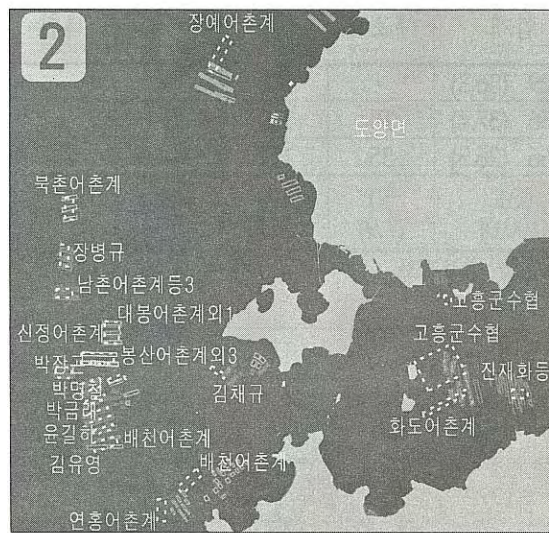 2
장예어촌계
도양면
북촌어촌계
장병규
남촌어촌계등3
대봉어촌계외1
신정어촌계
봉산어촌계외3
박장근
박명철
박금래
윤길하
배천어촌계
김유영
김채규
고흥군수협
고흥군수협
진재화등
화도어촌계
배천어촌계
연홍어촌계